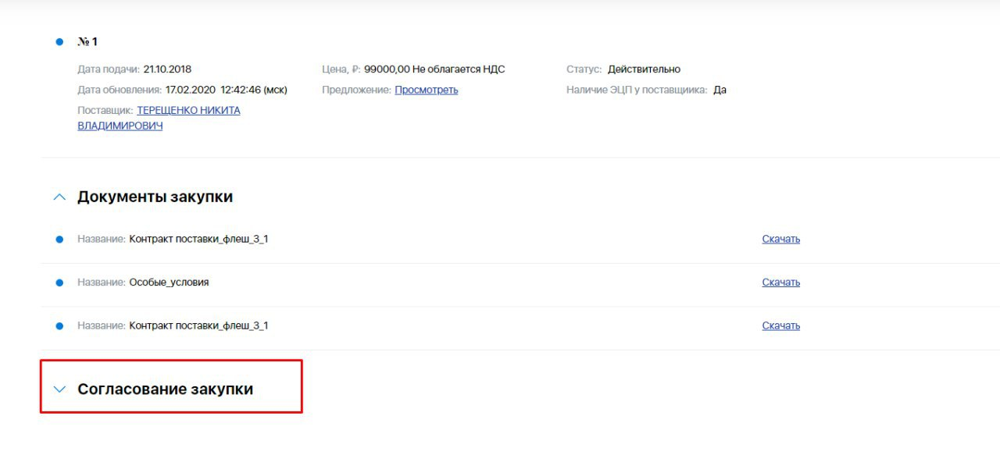 № 1
Дата подачи: 21.10.2018 Цена, ₽: 99000,00 Не облагается НДС Статус: Действительно
Дата обновления: 17.02.2020 12:42:46 (мск) Предложение: Просмотреть Наличие ЭЦП у поставщиика: Да
Поставщик: ТЕРЕЩЕНКО НИКИТА
ВЛАДИМИРОВИЧ
Документы закупки
Название: Контракт поставки_флеш_3_1 Скачать
Название: Особые_условия Скачать
Название: Контракт поставки_флеш_3_1 Скачать
Согласование закупки